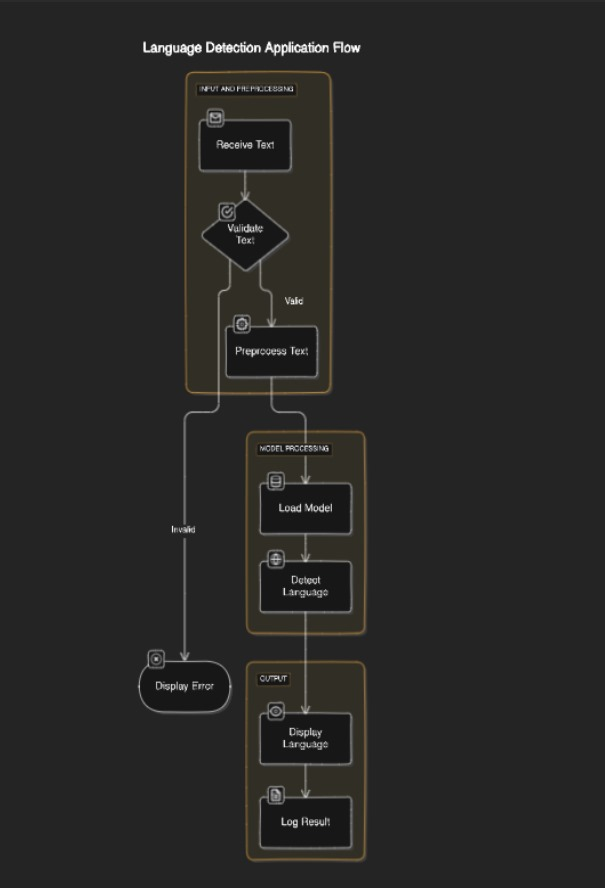 Language Detection Application Flow
INPUT AND PREPROCESSING
Receive Text
Validate
Text
Valid
Preprocess Text
MODEL PROCESSING
Load Model
Invalid
Detect
Language
Display Error
OUTPUT
Display
Language
Log Result